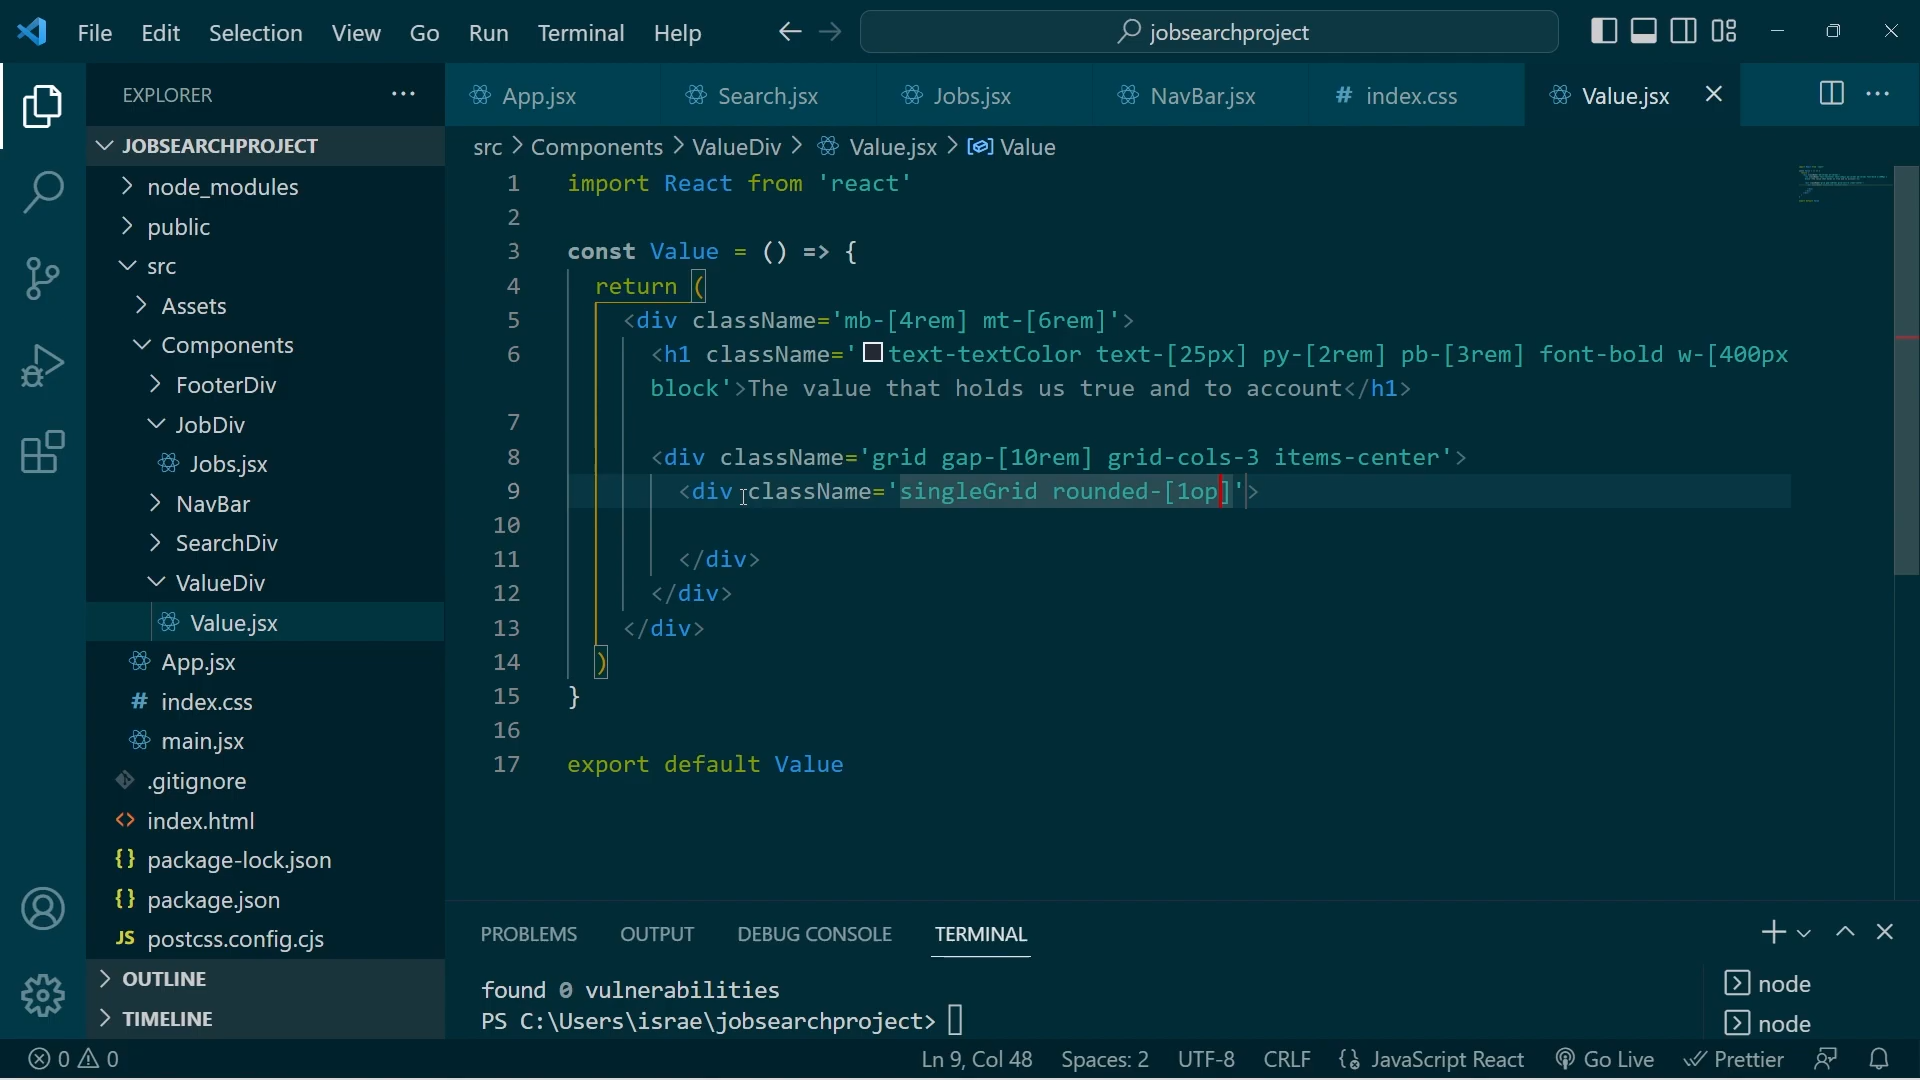 File Edit Selection View Go Run Terminal Help jobsearchproject
EXPLORER
App.jsx Search.jsx Jobs.jsx NavBar.jsx # index.css Value.jsx
JOBSEARCHPROJECT
node_modules
public
src
Assets
Components
FooterDiv
JobDiv
Jobs.jsx
NavBar
SearchDiv
ValueDiv
Value.jsx
App.jsx
# index.css
main.jsx
.gitignore
<> index.html
{} package-lock.json
{} package.json
JS postcss.config.cjs
OUTLINE
TIMELINE
src > Components > ValueDiv > Value.jsx > Value
1 import React from 'react'
2
3 const Value = () => {
4 return (
5 <div className='mb-[4rem] mt-[6rem]'>
6 <h1 className='text-textColor text-[25px] py-[2rem] pb-[3rem] font-bold w-[400px
block'>The value that holds us true and to account</h1>
7
8 <div className='grid gap-[10rem] grid-cols-3 items-center'>
9 <div className='singleGrid rounded-[1op]'>
10
11 </div>
12 </div>
13 </div>
14 )
15 }
16
17 export default Value
PROBLEMS OUTPUT DEBUG CONSOLE TERMINAL
found 0 vulnerabilities
PS C:\Users\israe\jobsearchproject>
node
node
0 0 Ln 9, Col 48 Spaces: 2 UTF-8 CRLF JavaScript React Go Live Prettier